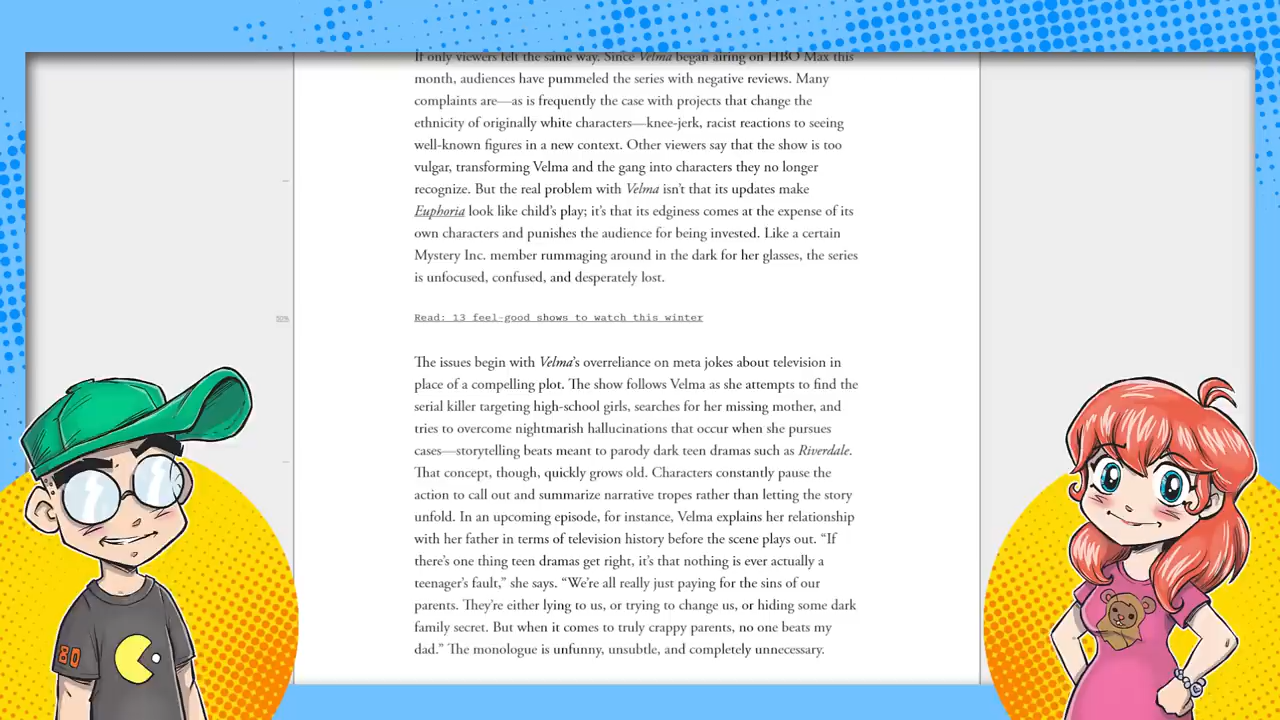 If only viewers felt the same way. Since Velma began airing on HBO Max this
month, audiences have pummeled the series with negative reviews. Many
complaints are—as is frequently the case with projects that change the
ethnicity of originally white characters—knee-jerk, racist reactions to seeing
well-known figures in a new context. Other viewers say that the show is too
vulgar, transforming Velma and the gang into characters they no longer
recognize. But the real problem with Velma isn't that its updates make
Euphoria look like child's play; it's that its edginess comes at the expense of its
own characters and punishes the audience for being invested. Like a certain
Mystery Inc. member rummaging around in the dark for her glasses, the series
is unfocused, confused, and desperately lost.
Read: 13 feel-good shows to watch this winter
The issues begin with Velma's overreliance on meta jokes about television in
place of a compelling plot. The show follows Velma as she attempts to find the
serial killer targeting high-school girls, searches for her missing mother, and
tries to overcome nightmarish hallucinations that occur when she pursues
cases—storytelling beats meant to parody dark teen dramas such as Riverdale.
That concept, though, quickly grows old. Characters constantly pause the
action to call out and summarize narrative tropes rather than letting the story
unfold. In an upcoming episode, for instance, Velma explains her relationship
with her father in terms of television history before the scene plays out. “If
there's one thing teen dramas get right, it's that nothing is ever actually a
teenager's fault,” she says. “We're all really just paying for the sins of our
parents. They're either lying to us, or trying to change us, or hiding some dark
family secret. But when it comes to truly crappy parents, no one beats my
dad.” The monologue is unfunny, unsubtle, and completely unnecessary.
80